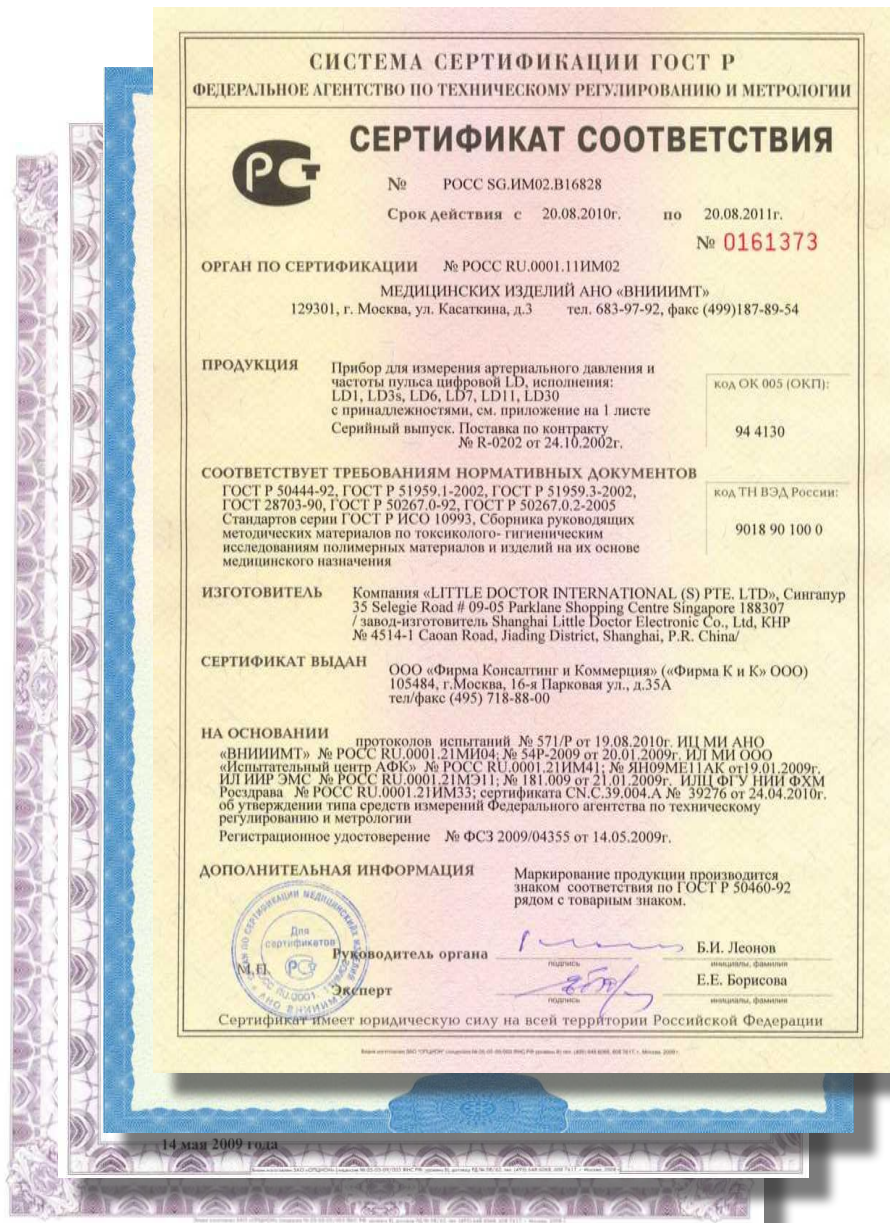 СИСТЕМА СЕРТИФИКАЦИИ ГОСТ Р
ФЕДЕРАЛЬНОЕ АГЕНТСТВО ПО ТЕХНИЧЕСКОМУ РЕГУЛИРОВАНИЮ И МЕТРОЛОГИИ
СЕРТИФИКАТ СООТВЕТСТВИЯ
№ РОСС SG.ИМ02.В16828
Срок действия с 20.08.2010г. по 20.08.2011г.
№ 0161373
ОРГАН ПО СЕРТИФИКАЦИИ № РОСС RU.0001.11ИМ02
МЕДИЦИНСКИХ ИЗДЕЛИЙ АНО «ВНИИИМТ»
129301, г. Москва, ул. Касаткина, д.3 тел. 683-97-92, факс (499)187-89-54
ПРОДУКЦИЯ Прибор для измерения артериального давления и
частоты пульса цифровой LD, исполнения:
LD1, LD3s, LD6, LD7, LD11, LD30
с принадлежностями, см. приложение на 1 листе
Серийный выпуск. Поставка по контракту
№ R-0202 от 24.10.2002г.
код ОК 005 (ОКП):
94 4130
СООТВЕТСТВУЕТ ТРЕБОВАНИЯМ НОРМАТИВНЫХ ДОКУМЕНТОВ
ГОСТ Р 50444-92, ГОСТ Р 51959.1-2002, ГОСТ Р 51959.3-2002,
ГОСТ 28703-90, ГОСТ Р 50267.0-92, ГОСТ Р 50267.0.2-2005
Стандартов серии ГОСТ Р ИСО 10993, Сборника руководящих
методических материалов по токсиколого- гигиеническим
исследованиям полимерных материалов и изделий на их основе
медицинского назначения
код ТН ВЭД России:
9018 90 100 0
ИЗГОТОВИТЕЛЬ Компания «LITTLE DOCTOR INTERNATIONAL (S) PTE. LTD», Сингапур
35 Selegie Road # 09-05 Parklane Shopping Centre Singapore 188307
/ завод-изготовитель Shanghai Little Doctor Electronic Co., Ltd, КНР
№ 4514-1 Caoan Road, Jiading District, Shanghai, P.R. China/
СЕРТИФИКАТ ВЫДАН ООО «Фирма Консалтинг и Коммерция» («Фирма К и К» ООО)
105484, г.Москва, 16-я Парковая ул., д.35А
тел/факс (495) 718-88-00
НА ОСНОВАНИИ протоколов испытаний № 571/Р от 19.08.2010г. ИЦ МИ АНО
«ВНИИИМТ» № РОСС RU.0001.21МИ04; № 54Р-2009 от 20.01.2009г. ИЛ МИ ООО
«Испытательный центр АФК» № РОСС RU.0001.21ИМ41; № ЯН09МЕ11АК от19.01.2009г.
ИЛ ИИР ЭМС № РОСС RU.0001.21МЭ11; № 181.009 от 21.01.2009г. ИЛЦ ФГУ НИИ ФХМ
Росздрава № РОСС RU.0001.21ИМ33; сертификата CN.C.39.004.A № 39276 от 24.04.2010г.
об утверждении типа средств измерений Федерального агентства по техническому
регулированию и метрологии
Регистрационное удостоверение № ФСЗ 2009/04355 от 14.05.2009г.
ДОПОЛНИТЕЛЬНАЯ ИНФОРМАЦИЯ Маркирование продукции производится
знаком соответствия по ГОСТ Р 50460-92
рядом с товарным знаком.
Для
сертификатов
М.П.
Руководитель органа Б.И. Леонов
подпись инициалы, фамилия
Эксперт Е.Е. Борисова
подпись инициалы, фамилия
Сертификат имеет юридическую силу на всей территории Российской Федерации
14 мая 2009 года